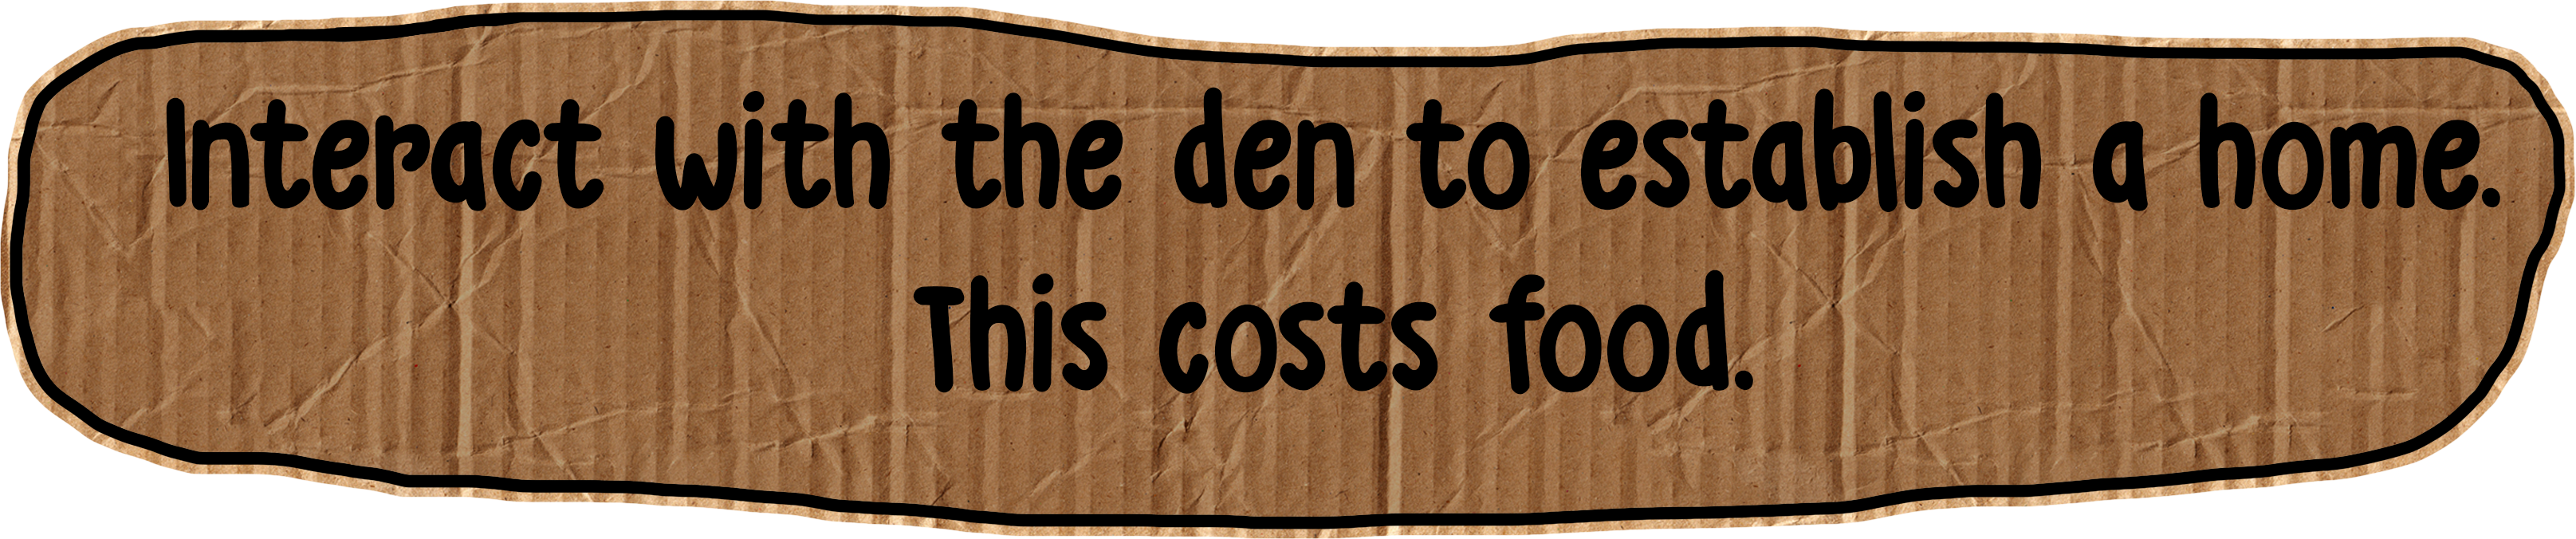 Interact with the den to establish a home.
This costs food.